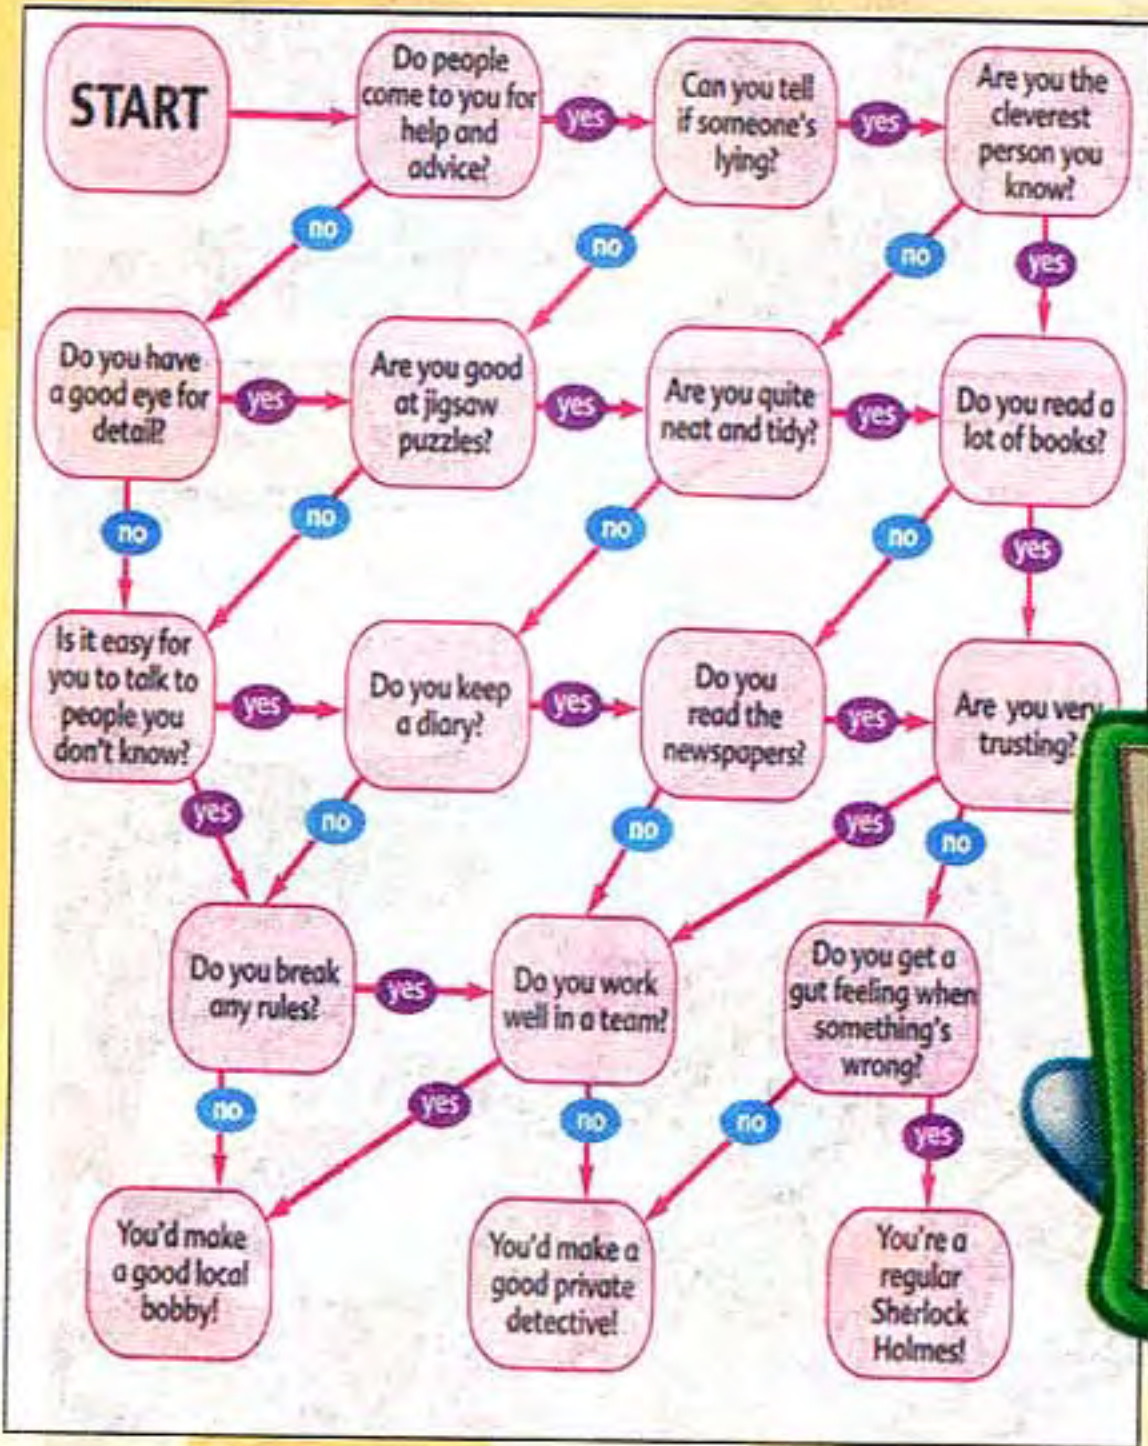 START
Do people
come to you for
help and
advice?
yes
Can you tell
if someone's
lying?
yes
Are you the
cleverest
person you
know?
no
no
no
yes
Do you have
a good eye for
detail?
yes
Are you good
at jigsaw
puzzles?
yes
Are you quite
neat and tidy?
yes
Do you read a
lot of books?
no
no
no
no
yes
Is it easy for
you to talk to
people you
don't know?
yes
Do you keep
a diary?
yes
Do you
read the
newspapers?
yes
Are you very
trusting?
yes
no
no
yes
no
Do you break
any rules?
yes
Do you work
well in a team?
Do you get a
gut feeling when
something's
wrong?
no
yes
no
no
yes
You'd make
a good local
bobby!
You'd make a
good private
detective!
You're a
regular
Sherlock
Holmes!